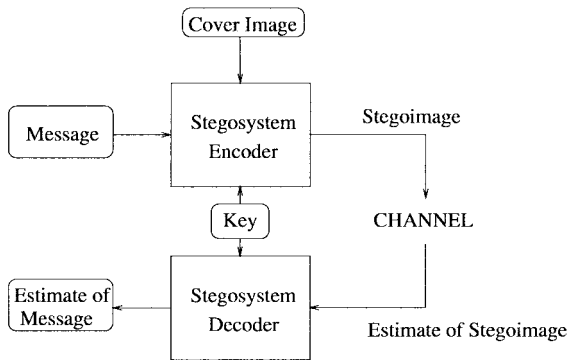 Cover Image
Message
Stegosystem
Encoder
Stegoimage
Key
CHANNEL
Estimate of
Message
Stegosystem
Decoder
Estimate of Stegoimage